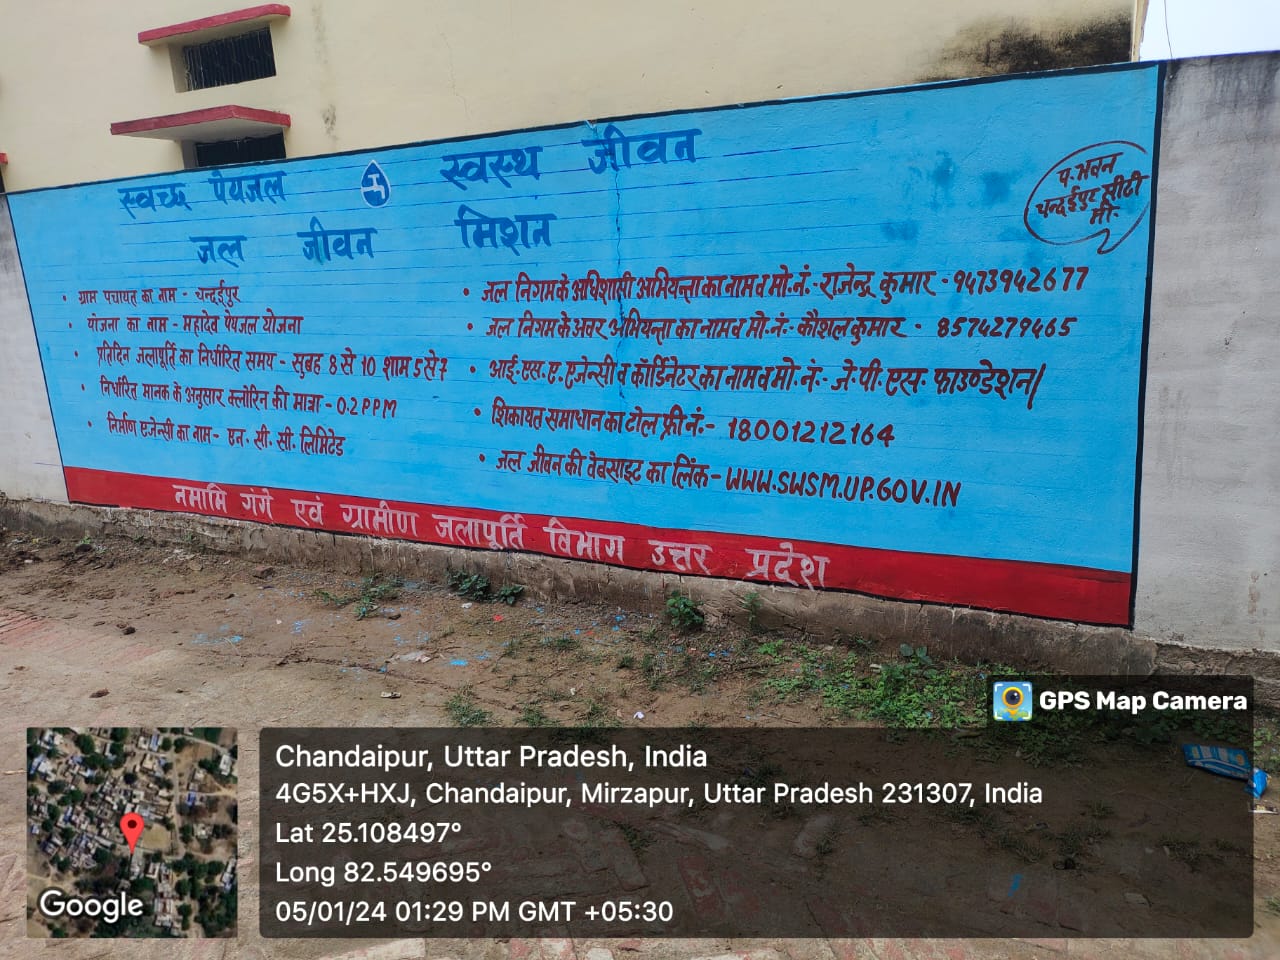 स्वच्छ पेयजल स्वस्थ जीवन
जल जीवन मिशन
• ग्राम पंचायत का नाम - चन्दईपुर
• योजना का नाम - महादेव पेयजल योजना
• प्रतिदिन जलापूर्ति का निर्धारित समय - सुबह 8 से 10 शाम 5 से 7
• निर्धारित मानक के अनुसार क्लोरिन की मात्रा - 0.2 PPM
• निर्माण एजेन्सी का नाम - एन. सी. सी. लिमिटेड
• जल निगम के अधिशासी अभियन्ता का नाम व मो. नं. - राजेन्द्र कुमार - 9473942677
• जल निगम के अवर अभियन्ता का नाम व मो. नं. - कौशल कुमार - 8574279465
• आई. एस. ए. एजेन्सी व कॉर्डिनेटर का नाम व मो. नं. - जे. पी. एस. फाउण्डेशन/
• शिकायत समाधान का टोल फ्री नं. - 18001212164
• जल जीवन की वेबसाइट का लिंक - WWW.SWSM.UP.GOV.IN
प. भवन
चन्दईपुर सीटी
मी.
नमामि गंगे एवं ग्रामीण जलापूर्ति विभाग उत्तर प्रदेश
GPS Map Camera
Chandaipur, Uttar Pradesh, India
4G5X+HXJ, Chandaipur, Mirzapur, Uttar Pradesh 231307, India
Lat 25.108497°
Long 82.549695°
05/01/24 01:29 PM GMT +05:30
Google